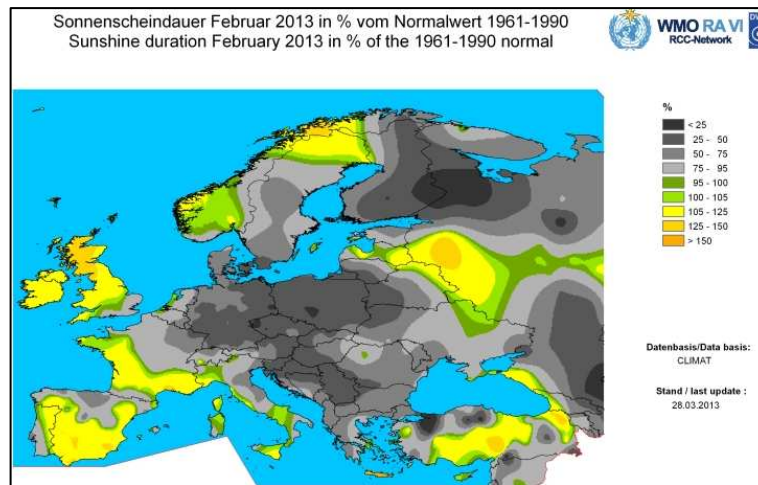 Sonnenscheindauer Februar 2013 in % vom Normalwert 1961-1990
Sunshine duration February 2013 in % of the 1961-1990 normal
WMO RA VI
RCC-Network
%
< 25
25 - 50
50 - 75
75 - 95
95 - 100
100 - 105
105 - 125
125 - 150
> 150
Datenbasis/Data basis:
CLIMAT
Stand / last update :
28.03.2013